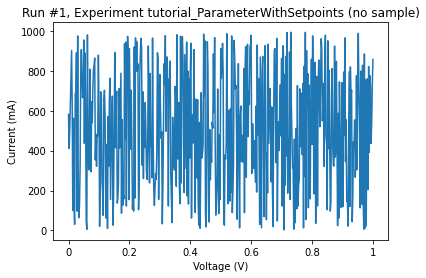 Run #1, Experiment tutorial_ParameterWithSetpoints (no sample)
1000
800
600
400
200
0
Current (mA)
0 0.2 0.4 0.6 0.8 1
Voltage (V)